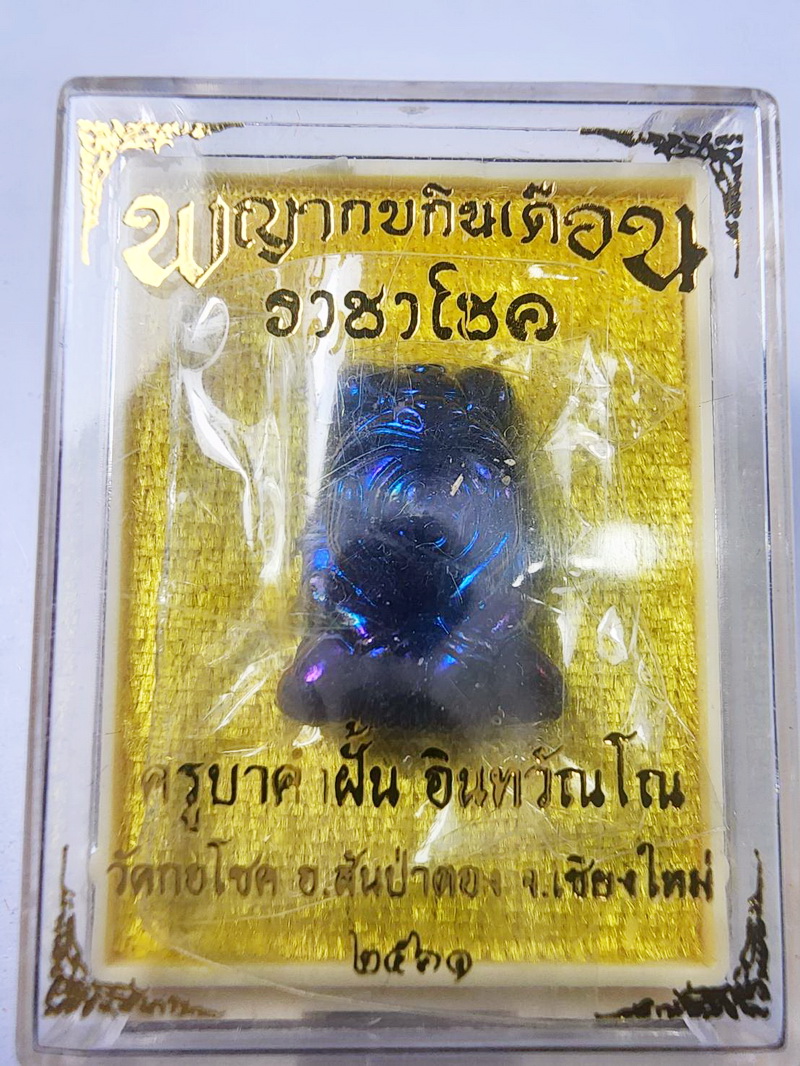 พญากบกินเดือน
ราชาโชค
ครูบาคำฝั้น อินทวัณโณ
วัดกอโชค อ.สันป่าตอง จ.เชียงใหม่
๒๕๖๑